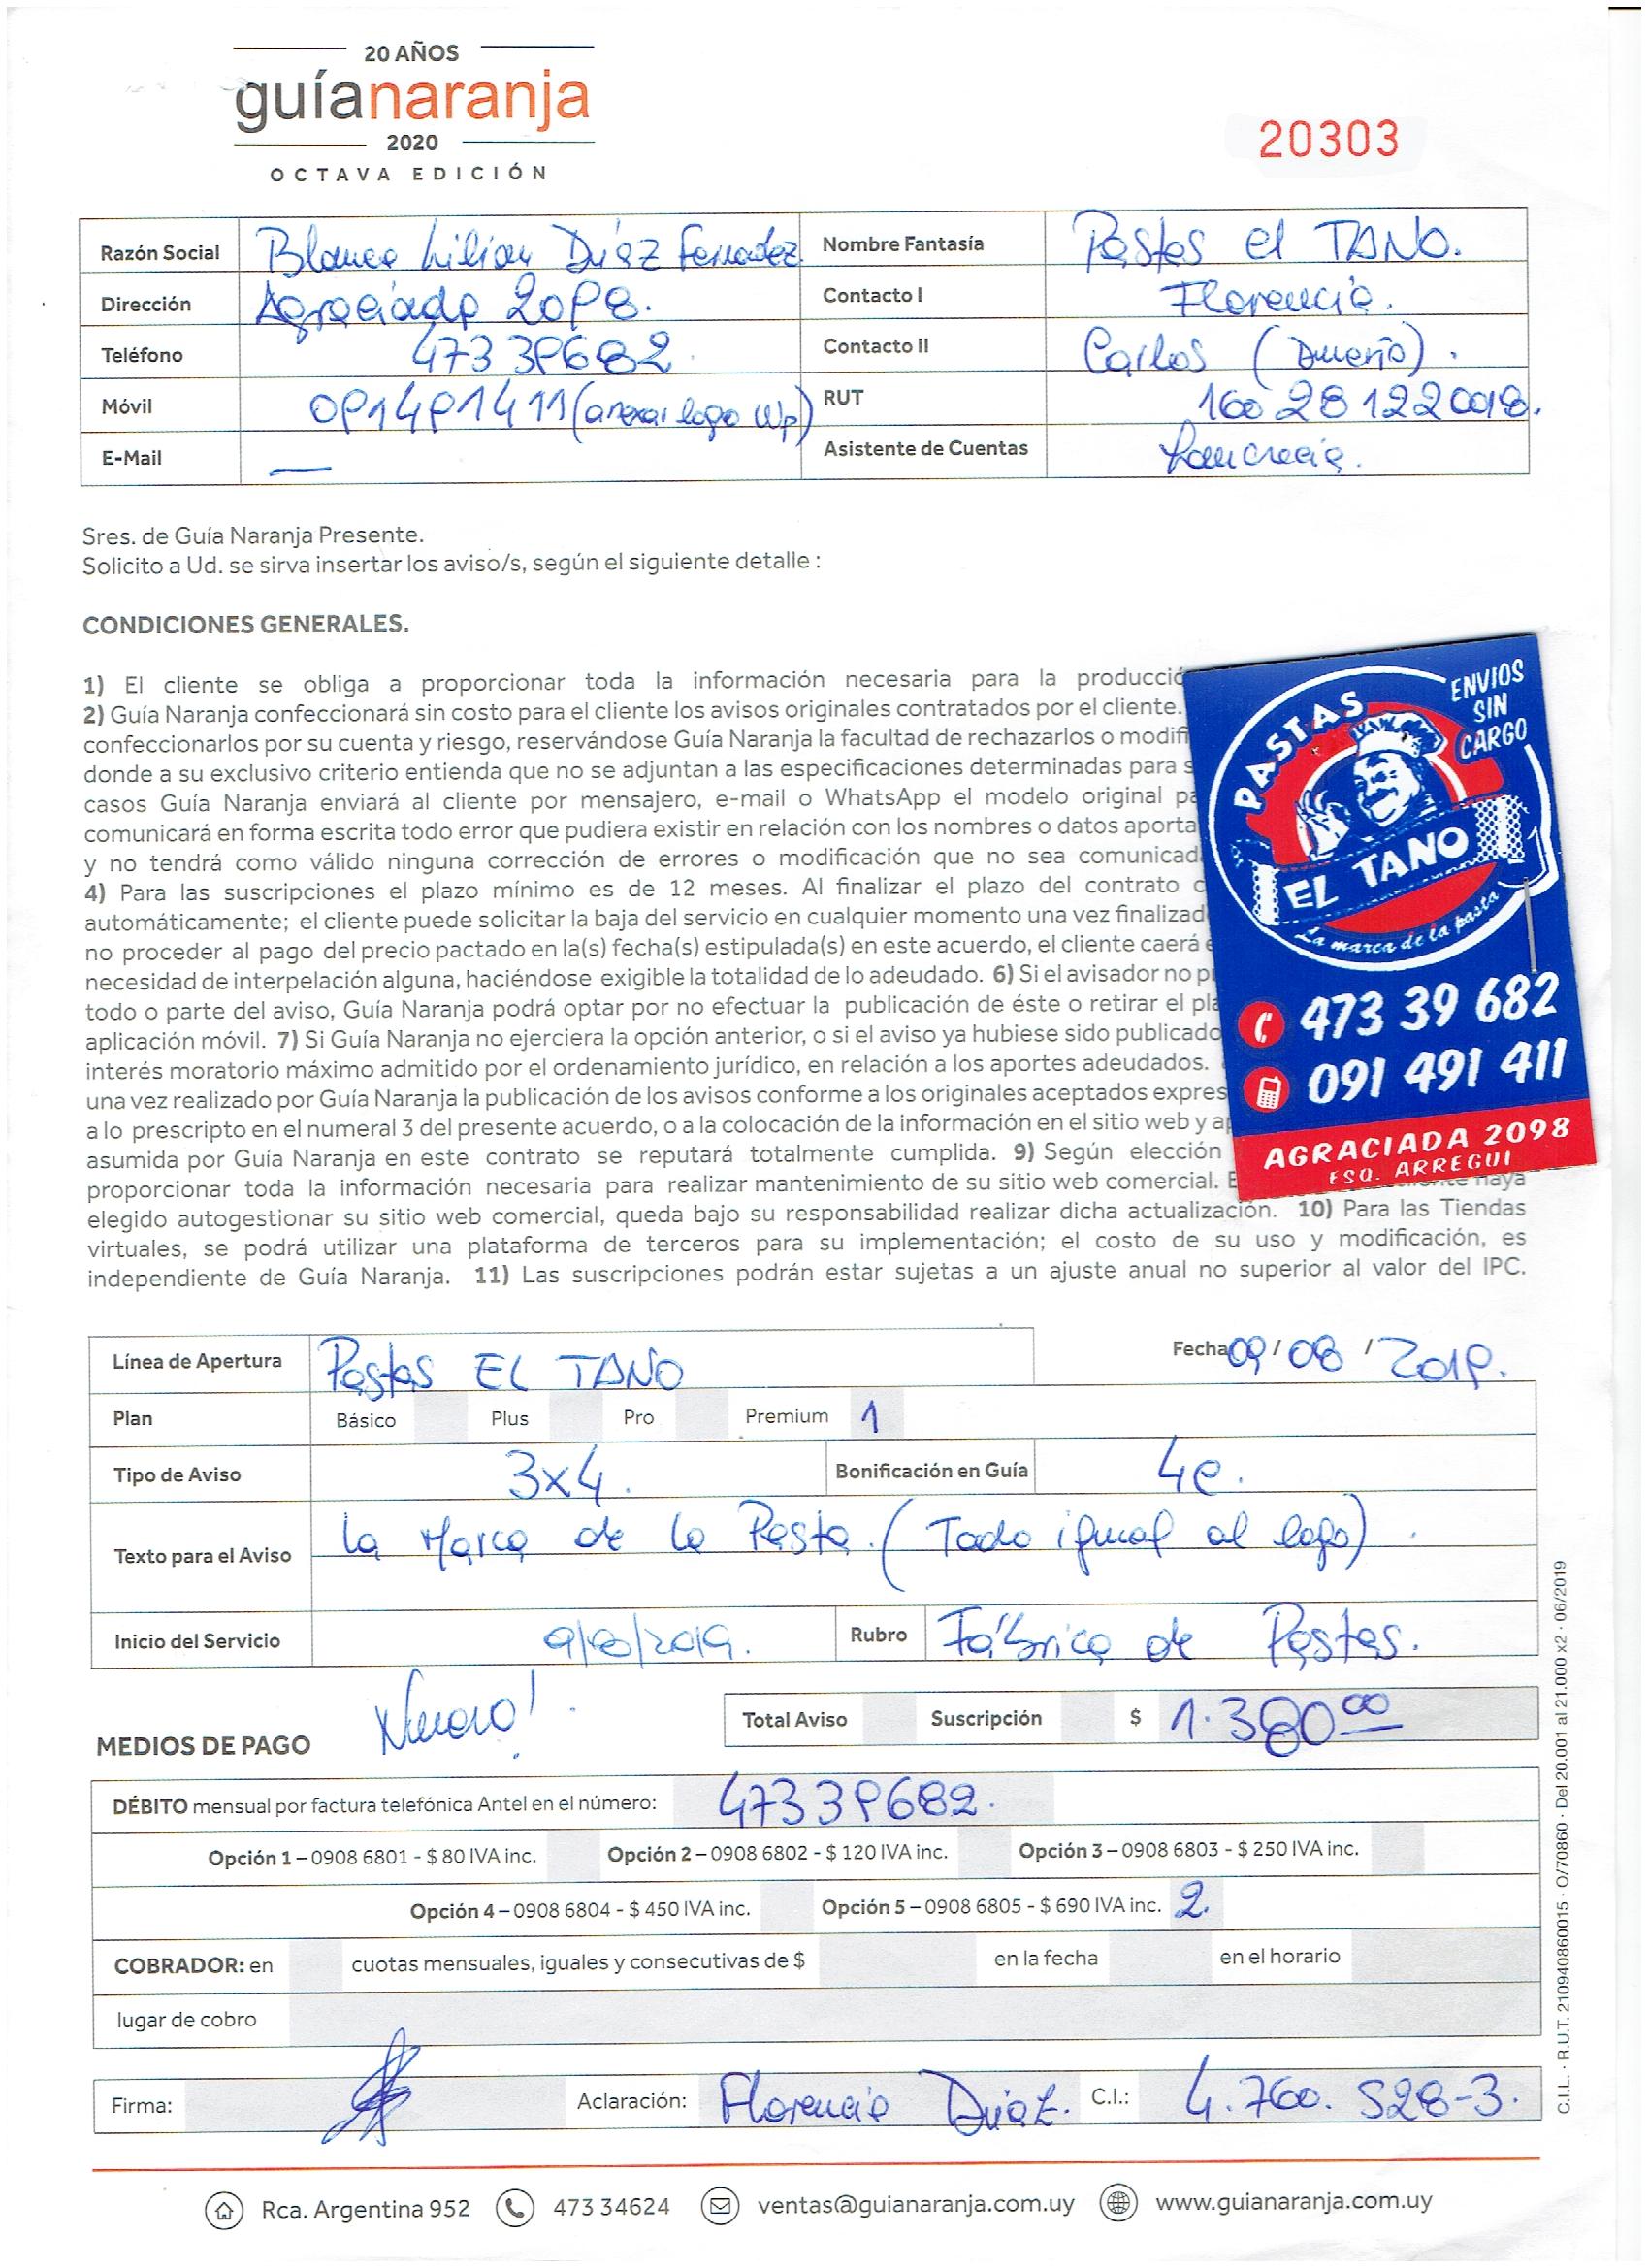 20 AÑOS
guíanaranja
2020
OCTAVA EDICIÓN
20303
Razón Social Blanca Lilian Díaz Fernadez. Nombre Fantasía Pastas el TANO.
Dirección Agraciada 2098. Contacto I Florencia.
Teléfono 473 39682. Contacto II Carlos (Dueño).
Móvil 091491411 (anexar logo Wp) RUT 160281220018.
E-Mail — Asistente de Cuentas
Sres. de Guía Naranja Presente.
Solicito a Ud. se sirva insertar los aviso/s, según el siguiente detalle :
CONDICIONES GENERALES.
1) El cliente se obliga a proporcionar toda la información necesaria para la producció
2) Guía Naranja confeccionará sin costo para el cliente los avisos originales contratados por el cliente.
confeccionarlos por su cuenta y riesgo, reservándose Guía Naranja la facultad de rechazarlos o modifi
donde a su exclusivo criterio entienda que no se adjuntan a las especificaciones determinadas para s
casos Guía Naranja enviará al cliente por mensajero, e-mail o WhatsApp el modelo original pa
comunicará en forma escrita todo error que pudiera existir en relación con los nombres o datos aporta
y no tendrá como válido ninguna corrección de errores o modificación que no sea comunicad
4) Para las suscripciones el plazo mínimo es de 12 meses. Al finalizar el plazo del contrato c
automáticamente; el cliente puede solicitar la baja del servicio en cualquier momento una vez finalizad
no proceder al pago del precio pactado en la(s) fecha(s) estipulada(s) en este acuerdo, el cliente caerá e
necesidad de interpelación alguna, haciéndose exigible la totalidad de lo adeudado. 6) Si el avisador no p
todo o parte del aviso, Guía Naranja podrá optar por no efectuar la publicación de éste o retirar el pla
aplicación móvil. 7) Si Guía Naranja no ejerciera la opción anterior, o si el aviso ya hubiese sido publicado
interés moratorio máximo admitido por el ordenamiento jurídico, en relación a los aportes adeudados.
una vez realizado por Guía Naranja la publicación de los avisos conforme a los originales aceptados expres
a lo prescripto en el numeral 3 del presente acuerdo, o a la colocación de la información en el sitio web y ap
asumida por Guía Naranja en este contrato se reputará totalmente cumplida. 9) Según elección
proporcionar toda la información necesaria para realizar mantenimiento de su sitio web comercial. E haya
elegido autogestionar su sitio web comercial, queda bajo su responsabilidad realizar dicha actualización. 10) Para las Tiendas
virtuales, se podrá utilizar una plataforma de terceros para su implementación; el costo de su uso y modificación, es
independiente de Guía Naranja. 11) Las suscripciones podrán estar sujetas a un ajuste anual no superior al valor del IPC.
PASTAS
ENVIOS
SIN
CARGO
EL TANO
La marca de la pasta
473 39 682
091 491 411
AGRACIADA 2098
ESQ. ARREGUI
Línea de Apertura Pastas EL TANO Fecha 09/08/2019.
Plan Básico Plus Pro Premium 1
Tipo de Aviso 3x4. Bonificación en Guía 4e.
Texto para el Aviso La Marca de la Pasta. (Todo igual al logo).
Inicio del Servicio 9/8/2019. Rubro Fábrica de Pastas.
Nuevo!
Total Aviso Suscripción $ 1.380 00
MEDIOS DE PAGO
DÉBITO mensual por factura telefónica Antel en el número: 47339682.
Opción 1 – 0908 6801 - $ 80 IVA inc. Opción 2 – 0908 6802 - $ 120 IVA inc. Opción 3 – 0908 6803 - $ 250 IVA inc.
Opción 4 – 0908 6804 - $ 450 IVA inc. Opción 5 – 0908 6805 - $ 690 IVA inc. 2.
COBRADOR: en cuotas mensuales, iguales y consecutivas de $ en la fecha en el horario
lugar de cobro
Firma: Aclaración: Florencia Díaz. C.I.: 4.760.528-3.
C.I.L. · R.U.T. 210940860015 · O/70860 · Del 20.001 al 21.000 x2 · 06/2019
Rca. Argentina 952 473 34624 ventas@guianaranja.com.uy www.guianaranja.com.uy